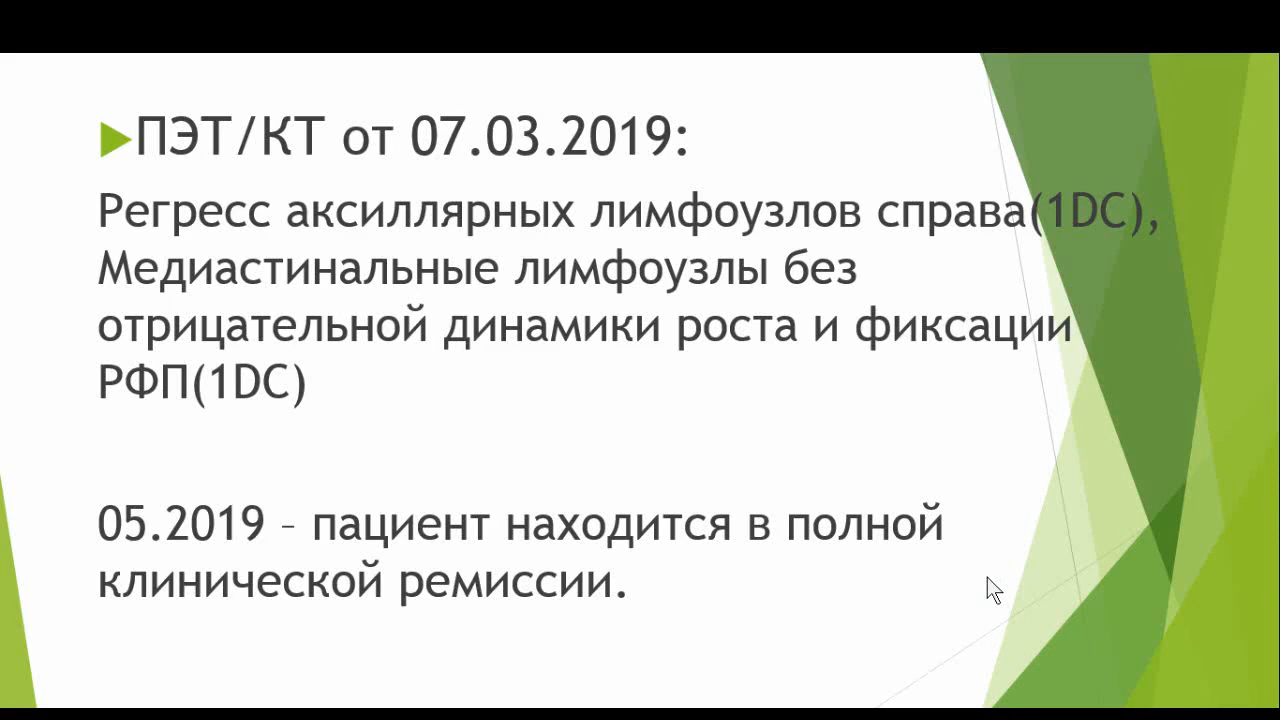 ПЭТ/КТ от 07.03.2019:
Регресс аксиллярных лимфоузлов справа(1DC),
Медиастинальные лимфоузлы без
отрицательной динамики роста и фиксации
РФП(1DC)
05.2019 – пациент находится в полной
клинической ремиссии.